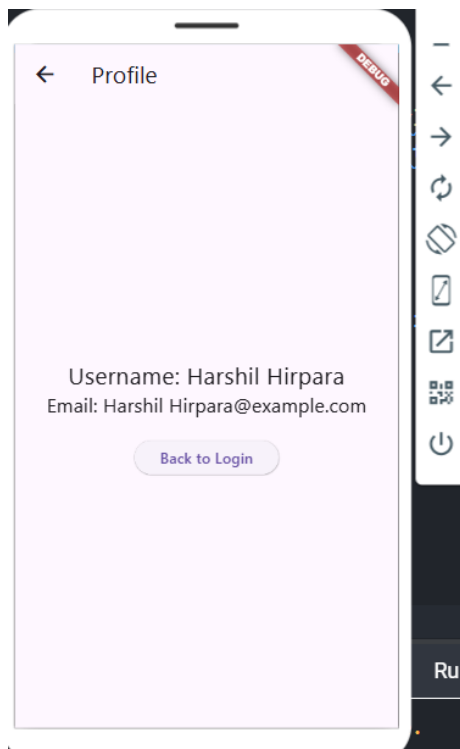 Profile
DEBUG
Username: Harshil Hirpara
Email: Harshil Hirpara@example.com
Back to Login
Ru